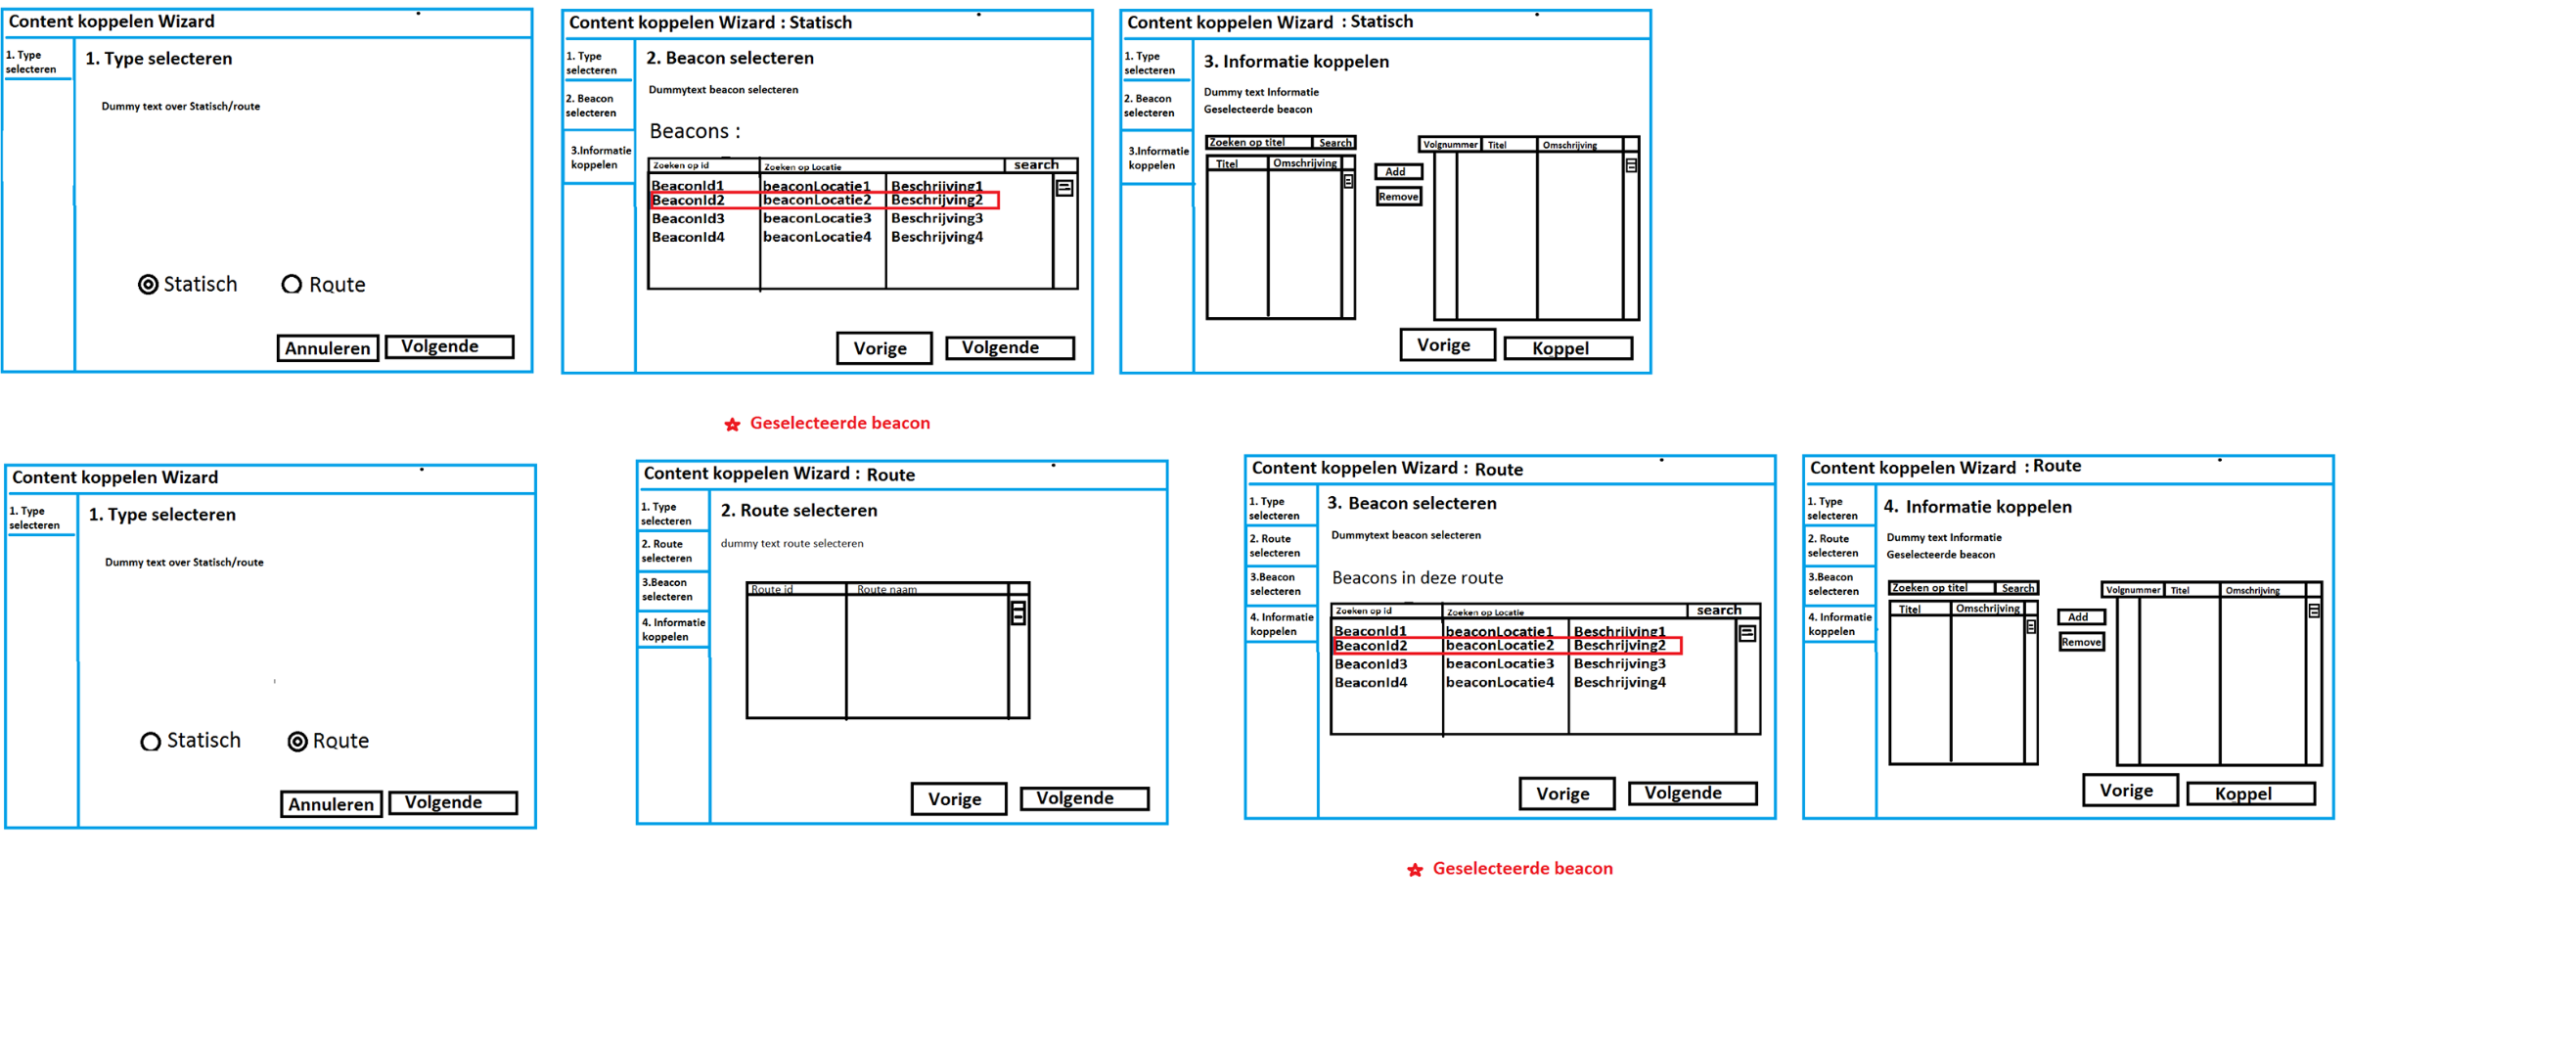 Content koppelen Wizard
1. Type
selecteren
1. Type selecteren
Dummy text over Statisch/route
Statisch
Route
Annuleren
Volgende
Content koppelen Wizard : Statisch
1. Type
selecteren
2. Beacon
selecteren
3.Informatie
koppelen
2. Beacon selecteren
Dummytext beacon selecteren
Beacons :
Zoeken op id Zoeken op Locatie search
BeaconId1 beaconLocatie1 Beschrijving1
BeaconId2 beaconLocatie2 Beschrijving2
BeaconId3 beaconLocatie3 Beschrijving3
BeaconId4 beaconLocatie4 Beschrijving4
Vorige
Volgende
Geselecteerde beacon
Content koppelen Wizard : Statisch
1. Type
selecteren
2. Beacon
selecteren
3.Informatie
koppelen
3. Informatie koppelen
Dummy text Informatie
Geselecteerde beacon
Zoeken op titel Search
Titel Omschrijving
Add
Remove
Volgnummer Titel Omschrijving
Vorige
Koppel
Content koppelen Wizard
1. Type
selecteren
1. Type selecteren
Dummy text over Statisch/route
Statisch
Route
Annuleren
Volgende
Content koppelen Wizard : Route
1. Type
selecteren
2. Route
selecteren
3.Beacon
selecteren
4. Informatie
koppelen
2. Route selecteren
dummy text route selecteren
Route id Route naam
Vorige
Volgende
Content koppelen Wizard : Route
1. Type
selecteren
2. Route
selecteren
3.Beacon
selecteren
4. Informatie
koppelen
3. Beacon selecteren
Dummytext beacon selecteren
Beacons in deze route
Zoeken op id Zoeken op Locatie search
BeaconId1 beaconLocatie1 Beschrijving1
BeaconId2 beaconLocatie2 Beschrijving2
BeaconId3 beaconLocatie3 Beschrijving3
BeaconId4 beaconLocatie4 Beschrijving4
Vorige
Volgende
Geselecteerde beacon
Content koppelen Wizard : Route
1. Type
selecteren
2. Route
selecteren
3.Beacon
selecteren
4. Informatie
koppelen
4. Informatie koppelen
Dummy text Informatie
Geselecteerde beacon
Zoeken op titel Search
Titel Omschrijving
Add
Remove
Volgnummer Titel Omschrijving
Vorige
Koppel